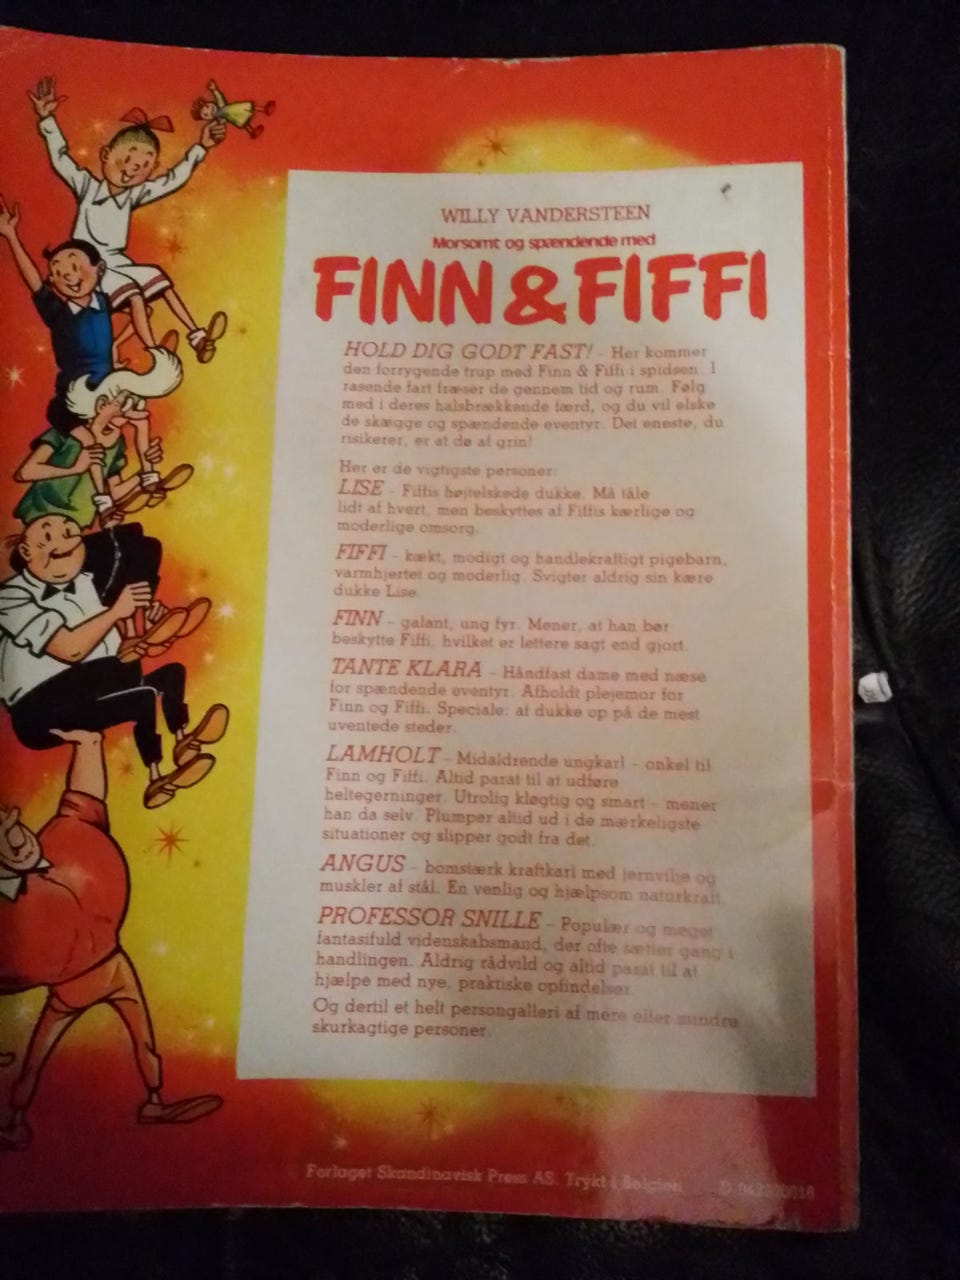 WILLY VANDERSTEEN
Morsomt og spændende med
FINN & FIFFI
HOLD DIG GODT FAST! - Her kommer
den forrygende trup med Finn & Fiffi i spidsen. I
rasende fart fræser de gennem tid og rum. Følg
med i deres halsbrækkende færd, og du vil elske
de skægge og spændende eventyr. Det eneste, du
risikerer, er at dø af grin!
Her er de vigtigste personer:
LISE - Fiffis højtelskede dukke. Må tåle
lidt af hvert, men beskyttes af Fiffis kærlige og
moderlige omsorg.
FIFFI - kækt, modigt og handlekraftigt pigebarn,
varmhjertet og moderlig. Svigter aldrig sin kære
dukke Lise.
FINN - galant, ung fyr. Mener, at han bør
beskytte Fiffi, hvilket er lettere sagt end gjort.
TANTE KLARA - Håndfast dame med næse
for spændende eventyr. Afholdt plejemor for
Finn og Fiffi. Speciale: at dukke op på de mest
uventede steder.
LAMHOLT - Midaldrende ungkarl - onkel til
Finn og Fiffi. Altid parat til at udføre
heltegerninger. Utrolig kløgtig og smart - mener
han da selv. Plumper altid ud i de mærkeligste
situationer og slipper godt fra det.
ANGUS - bomstærk kraftkarl med jernvilje og
muskler af stål. En venlig og hjælpsom naturkraft.
PROFESSOR SNILLE - Populær og meget
fantasifuld videnskabsmand, der ofte sætter gang i
handlingen. Aldrig rådvild og altid parat til at
hjælpe med nye, praktiske opfindelser.
Og dertil et helt persongalleri af mere eller mindre
skurkagtige personer.
Forlaget Skandinavisk Press AS. Trykt i Belgien